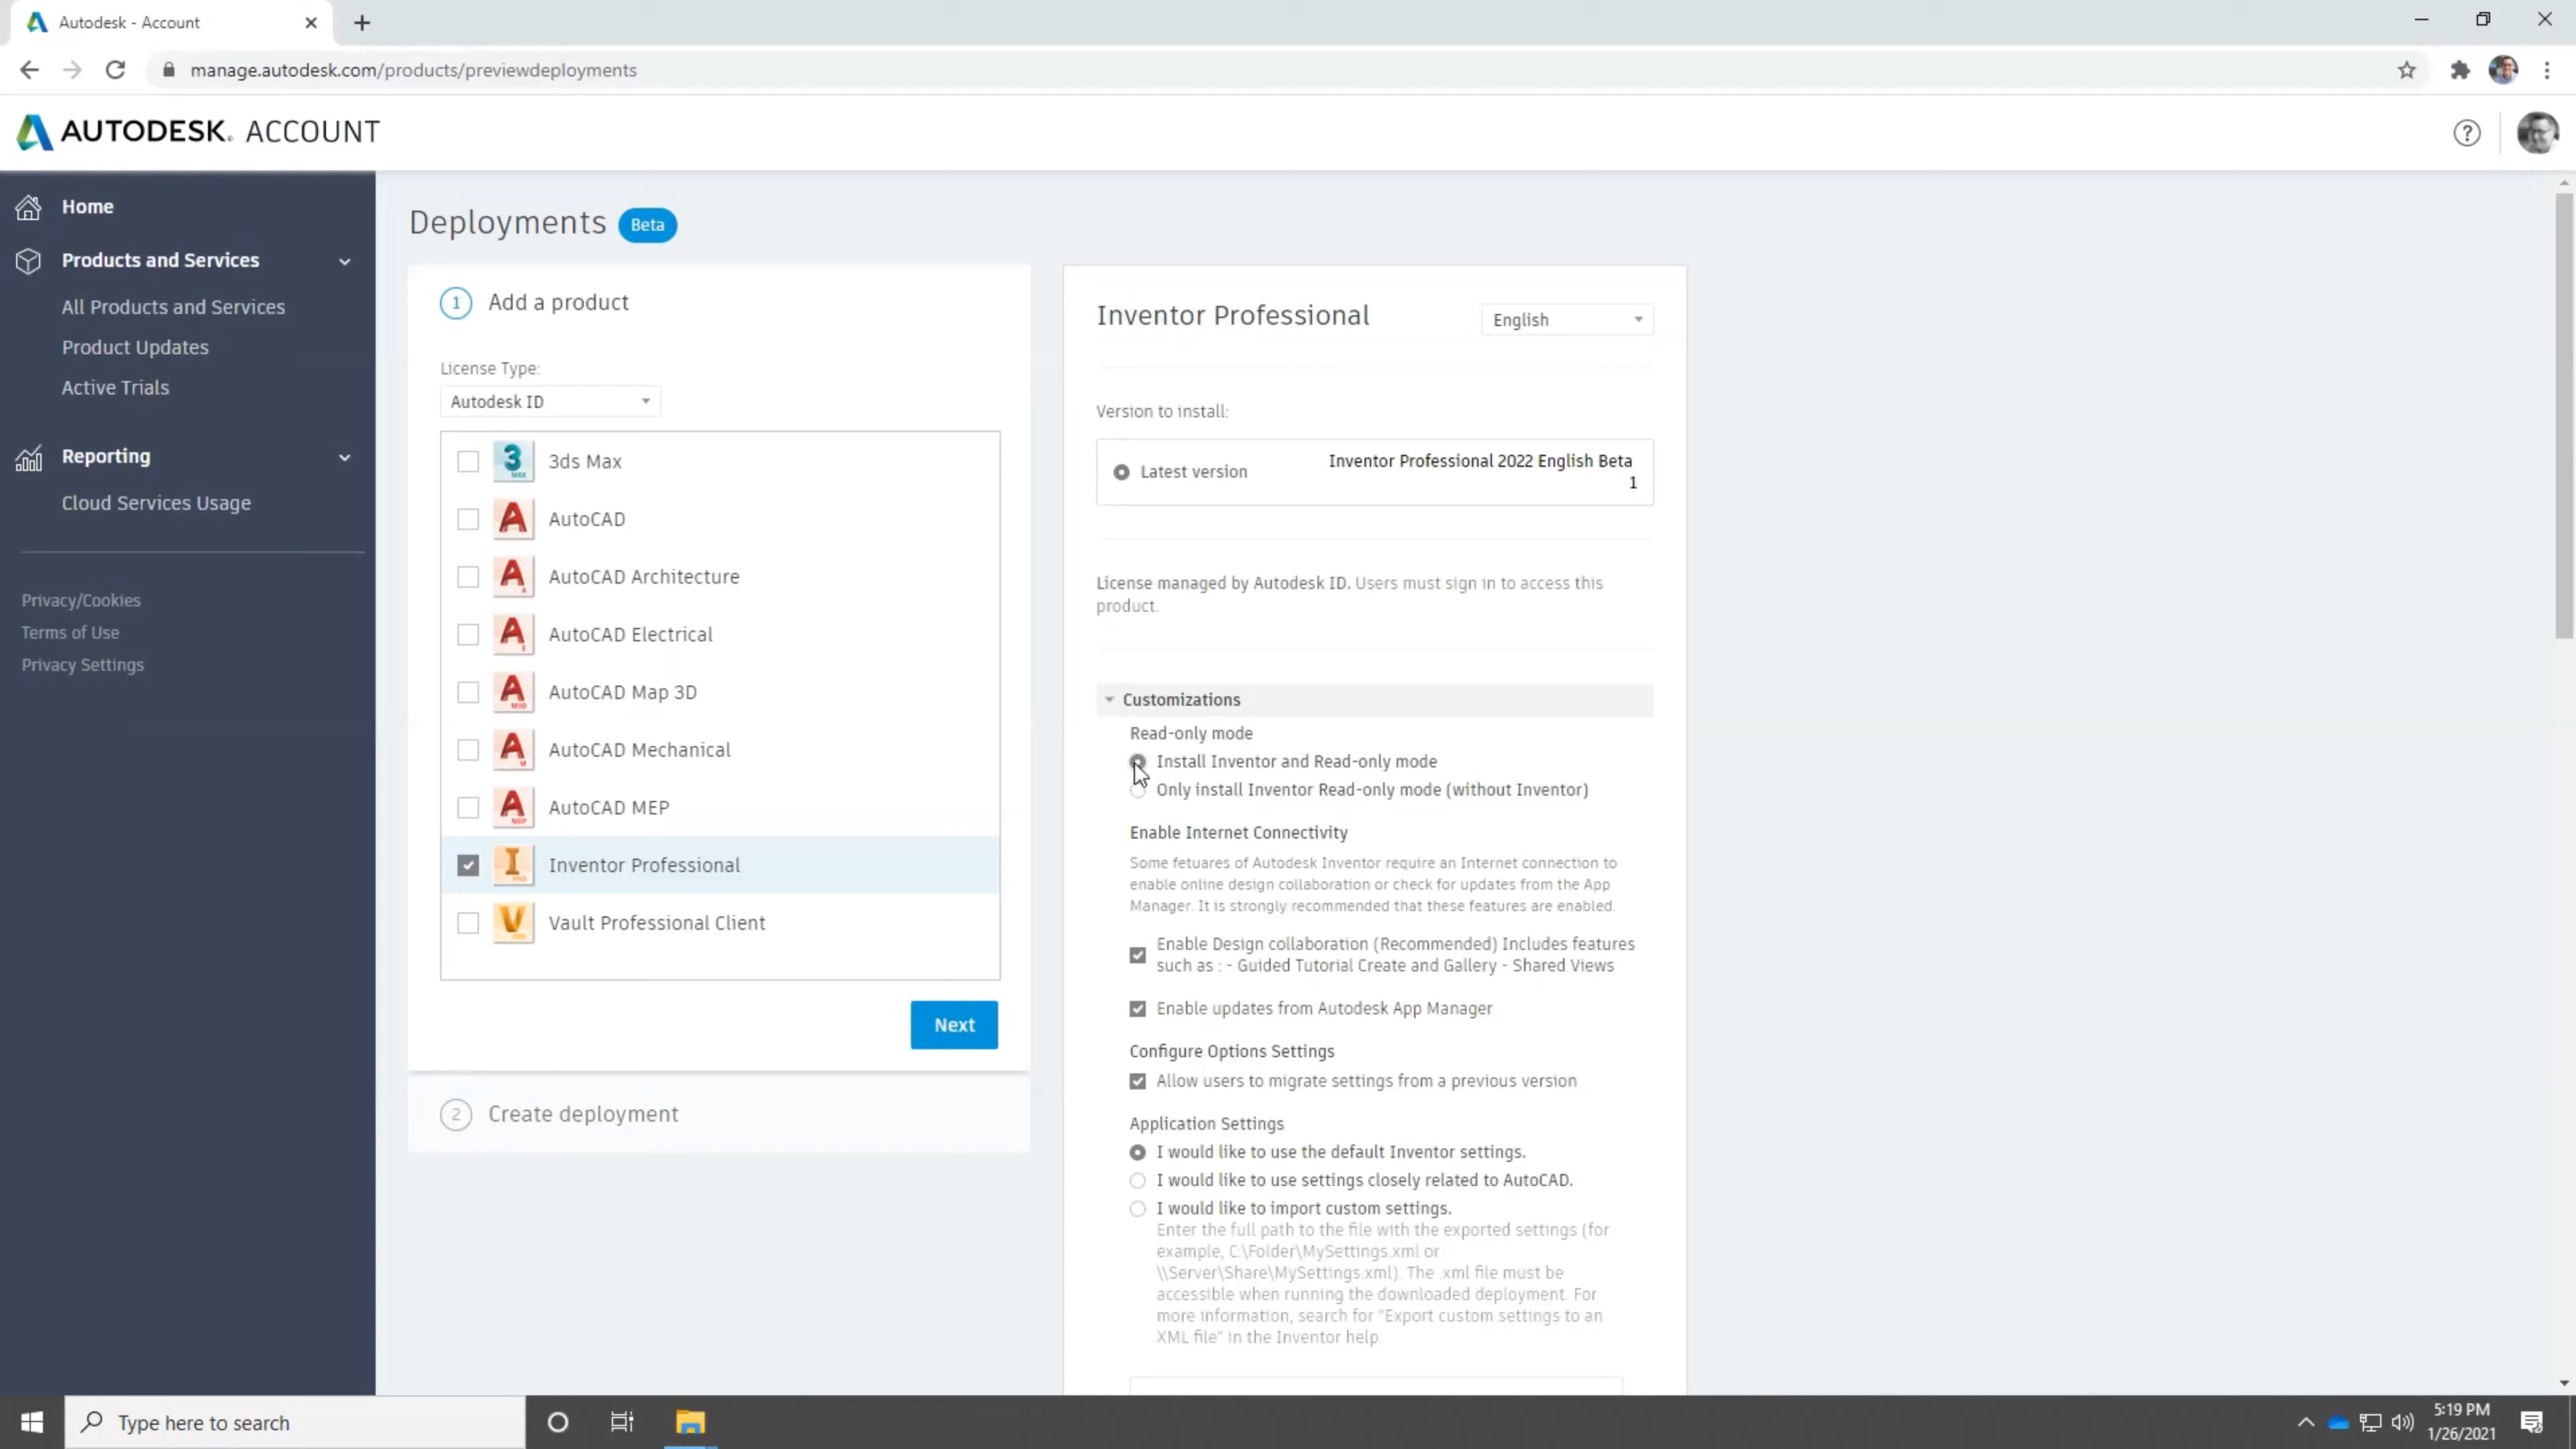 Autodesk - Account
manage.autodesk.com/products/previewdeployments
AUTODESK. ACCOUNT
Home
Products and Services
All Products and Services
Product Updates
Active Trials
Reporting
Cloud Services Usage
Privacy/Cookies
Terms of Use
Privacy Settings
Deployments Beta
1 Add a product
License Type:
Autodesk ID
3ds Max
AutoCAD
AutoCAD Architecture
AutoCAD Electrical
AutoCAD Map 3D
AutoCAD Mechanical
AutoCAD MEP
Inventor Professional
Vault Professional Client
Next
2 Create deployment
Inventor Professional
English
Version to install:
Latest version
Inventor Professional 2022 English Beta
1
License managed by Autodesk ID. Users must sign in to access this
product.
Customizations
Read-only mode
Install Inventor and Read-only mode
Only install Inventor Read-only mode (without Inventor)
Enable Internet Connectivity
Some fetuares of Autodesk Inventor require an Internet connection to
enable online design collaboration or check for updates from the App
Manager. It is strongly recommended that these features are enabled.
Enable Design collaboration (Recommended) Includes features
such as : - Guided Tutorial Create and Gallery - Shared Views
Enable updates from Autodesk App Manager
Configure Options Settings
Allow users to migrate settings from a previous version
Application Settings
I would like to use the default Inventor settings.
I would like to use settings closely related to AutoCAD.
I would like to import custom settings.
Enter the full path to the file with the exported settings (for
example, C:\Folder\MySettings.xml or
\\Server\Share\MySettings.xml). The .xml file must be
accessible when running the downloaded deployment. For
more information, search for "Export custom settings to an
XML file" in the Inventor help.
Type here to search
5:19 PM
1/26/2021